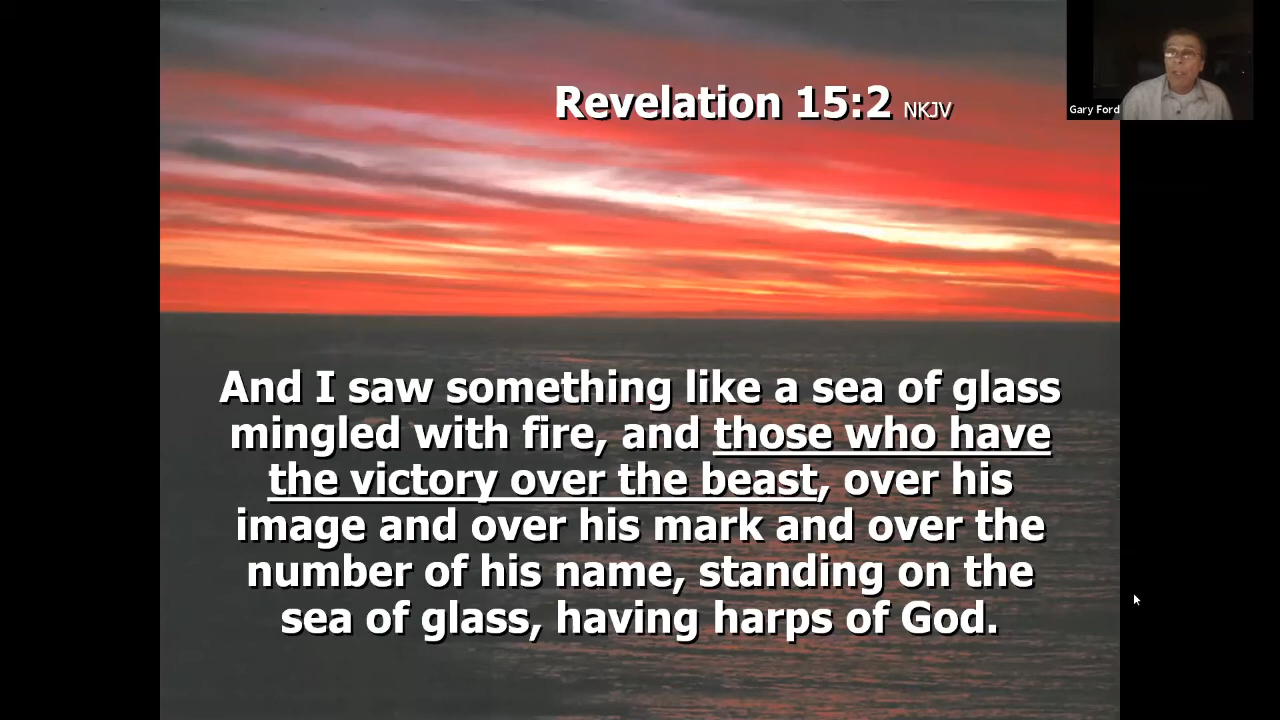 Revelation 15:2 NKJV
Gary Ford
And I saw something like a sea of glass
mingled with fire, and those who have
the victory over the beast, over his
image and over his mark and over the
number of his name, standing on the
sea of glass, having harps of God.